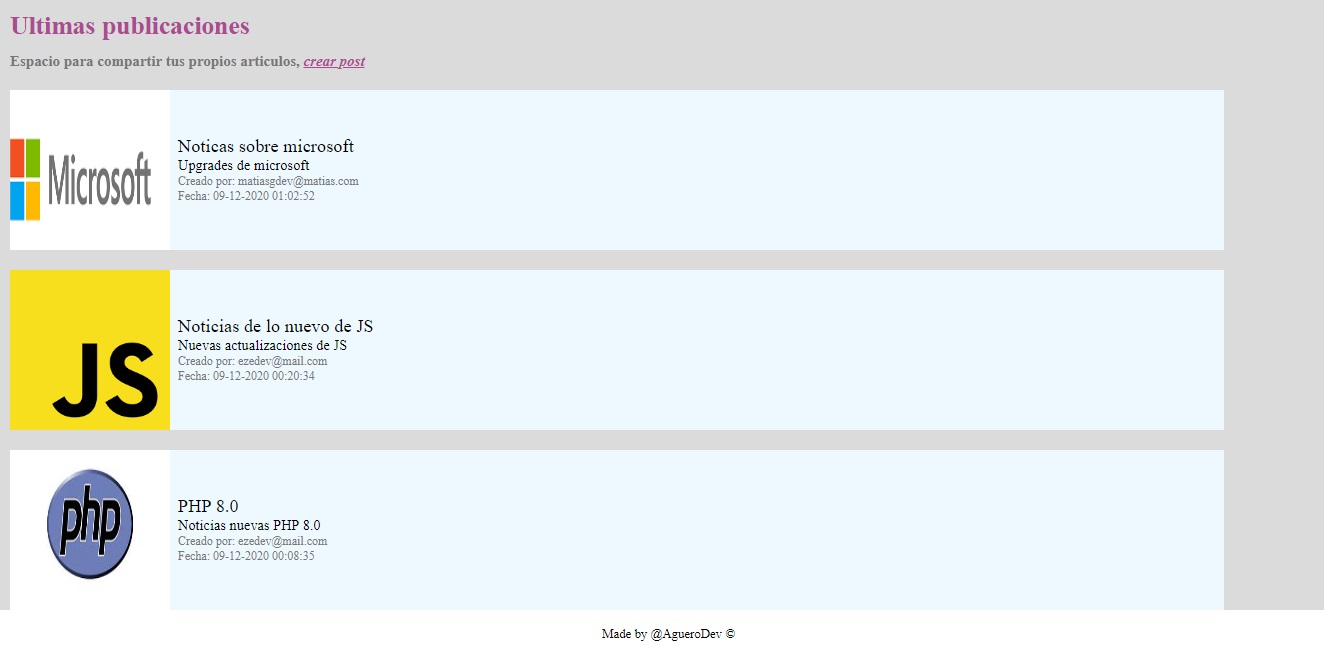 Ultimas publicaciones
Espacio para compartir tus propios articulos, crear post
Microsoft
Noticas sobre microsoft
Upgrades de microsoft
Creado por: matiasgdev@matias.com
Fecha: 09-12-2020 01:02:52
JS
Noticias de lo nuevo de JS
Nuevas actualizaciones de JS
Creado por: ezedev@mail.com
Fecha: 09-12-2020 00:20:34
php
PHP 8.0
Noticias nuevas PHP 8.0
Creado por: ezedev@mail.com
Fecha: 09-12-2020 00:08:35
Made by @AgueroDev ©